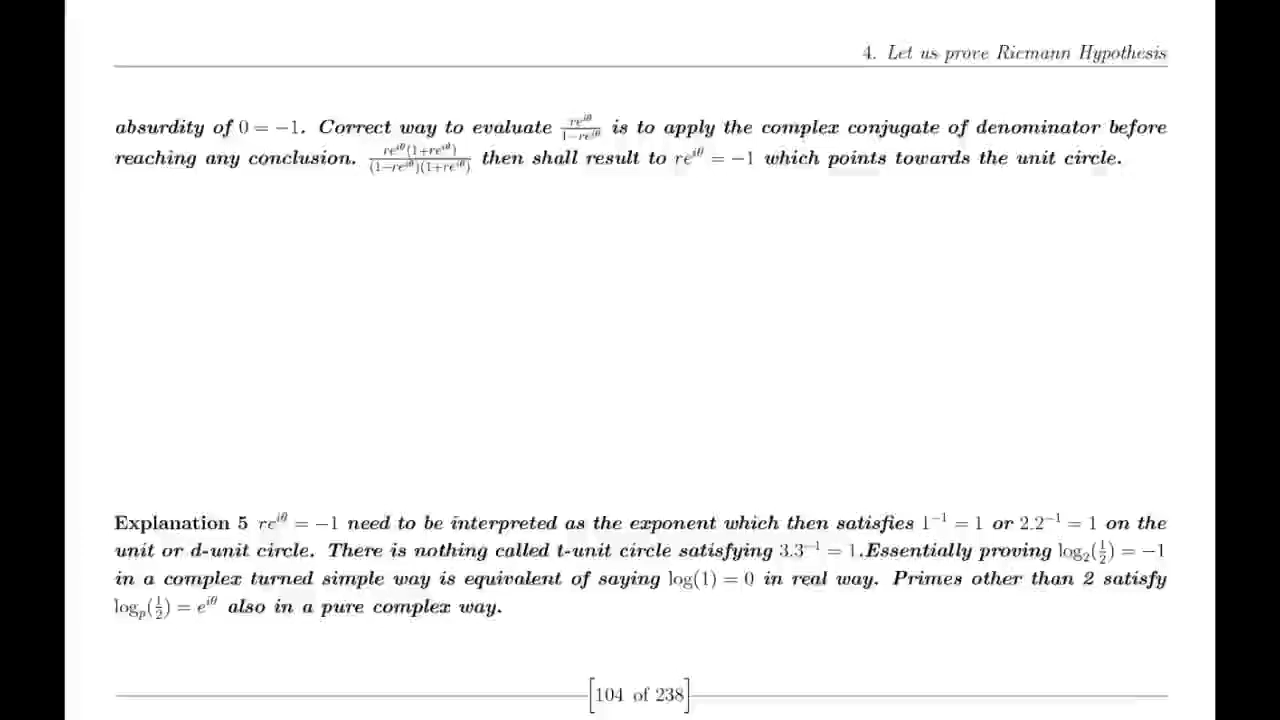 4. Let us prove Riemann Hypothesis
absurdity of 0 = −1. Correct way to evaluate \frac{re^{iθ}}{1−re^{iθ}} is to apply the complex conjugate of denominator before
reaching any conclusion. \frac{re^{iθ}(1+re^{iθ})}{(1−re^{iθ})(1+re^{iθ})} then shall result to re^{iθ} = −1 which points towards the unit circle.
Explanation 5 re^{iθ} = −1 need to be interpreted as the exponent which then satisfies 1^{−1} = 1 or 2.2^{−1} = 1 on the
unit or d-unit circle. There is nothing called t-unit circle satisfying 3.3^{−1} = 1.Essentially proving log_2(\frac{1}{2}) = −1
in a complex turned simple way is equivalent of saying log(1) = 0 in real way. Primes other than 2 satisfy
log_p(\frac{1}{2}) = e^{iθ} also in a pure complex way.
[104 of 238]